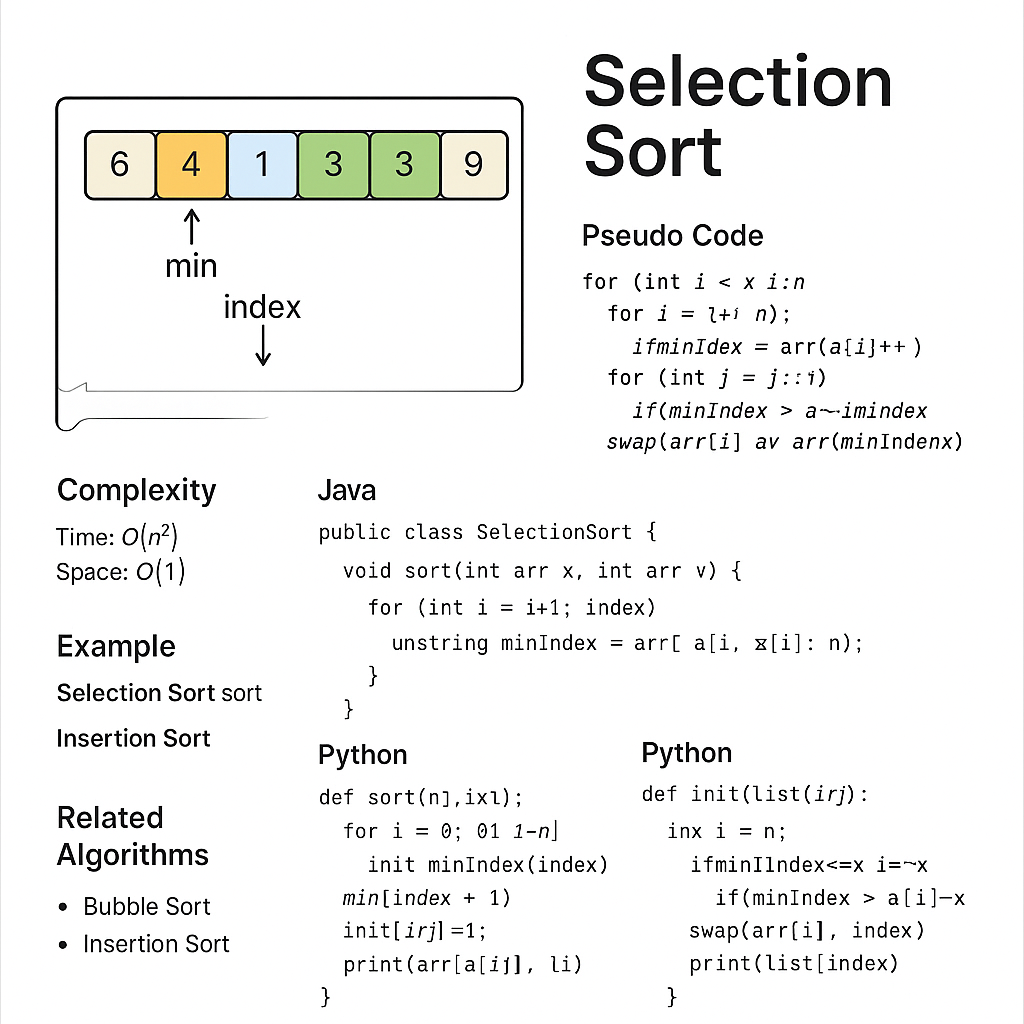 Selection
Sort
6 4 1 3 3 9
min
index
Pseudo Code
for (int i < x i:n
for i = l+i n);
ifminIdex = arr(a{i}++ )
for (int j = j::i)
if(minIndex > a~·imindex
swap(arr[i] av arr(minIndenx)
Complexity
Time: O(n²)
Space: O(1)
Example
Selection Sort sort
Insertion Sort
Related
Algorithms
• Bubble Sort
• Insertion Sort
Java
public class SelectionSort {
void sort(int arr x, int arr v) {
for (int i = i+1; index)
unstring minIndex = arr[ a[i, x[i]: n);
}
}
Python
def sort(n],ixl);
for i = 0; 01 1-n]
init minIndex(index)
min[index + 1)
init[irj] =1;
print(arr[a[ij], li)
}
Python
def init(list(irj):
inx i = n;
ifminIlndex<=x i=~x
if(minIndex > a[i]—x
swap(arr[i], index)
print(list[index)
}